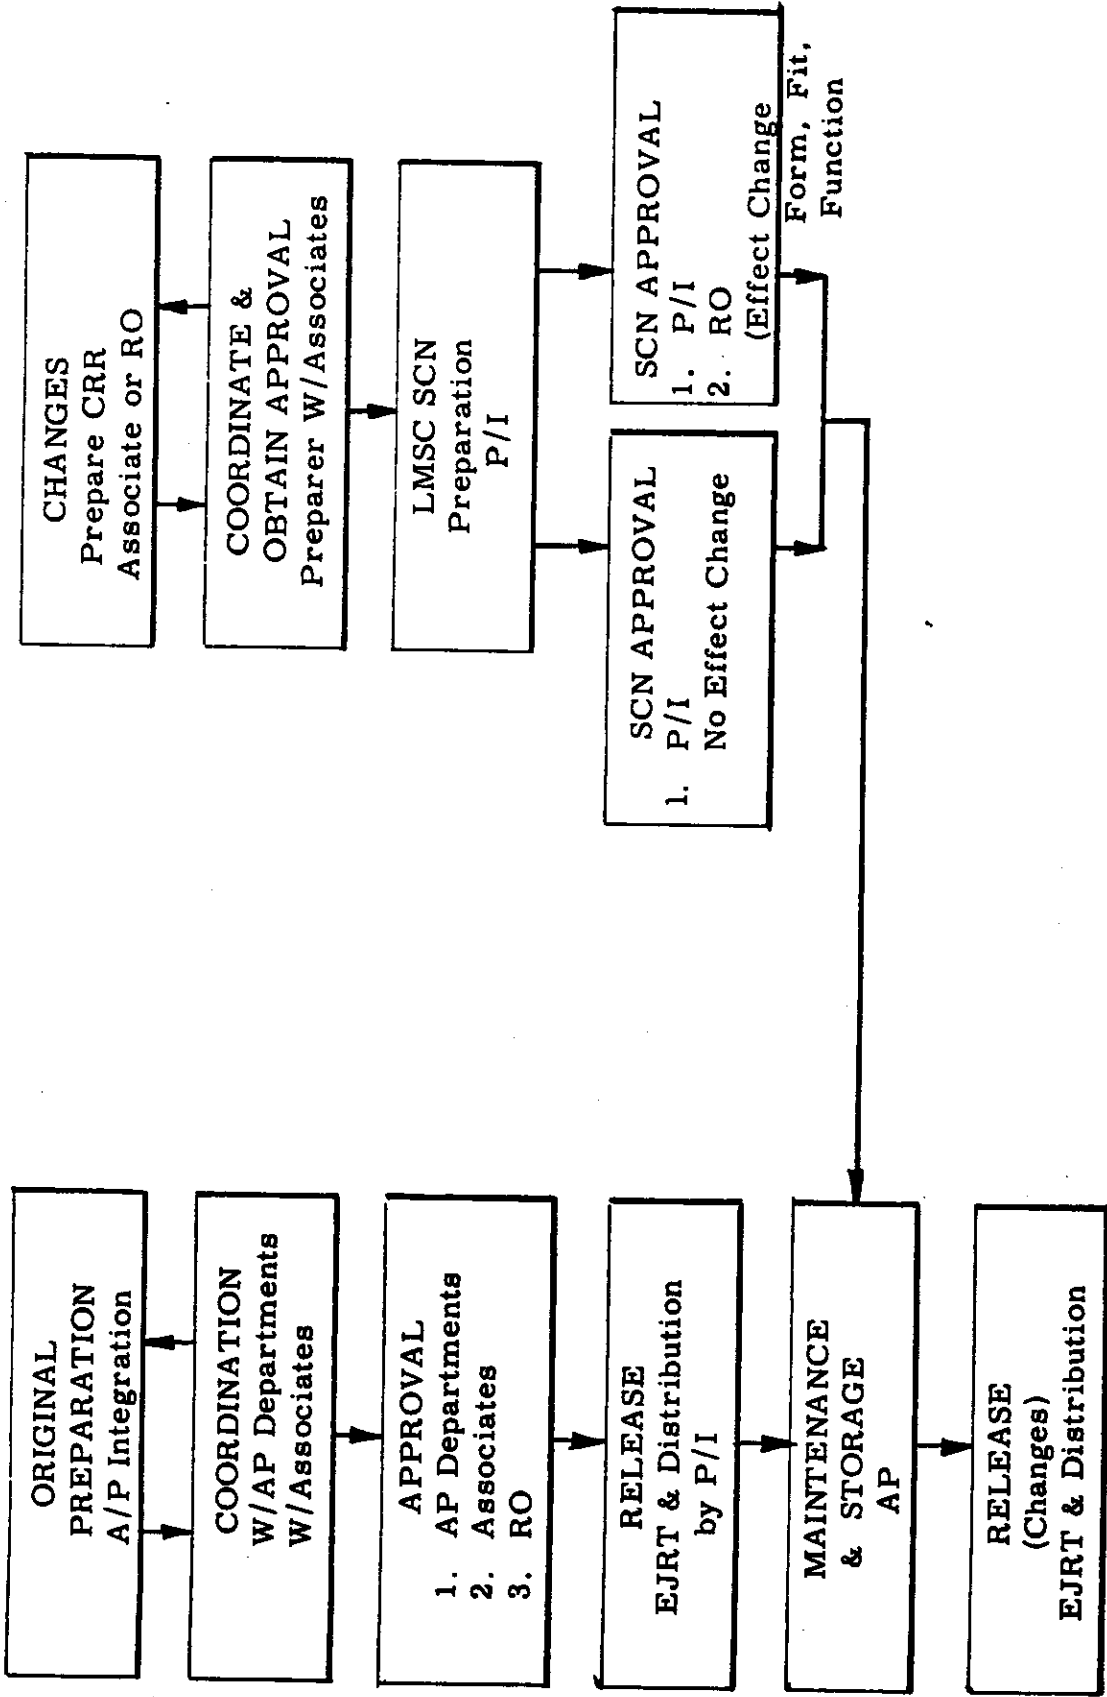 ORIGINAL
PREPARATION
A/P Integration
COORDINATION
W/AP Departments
W/Associates
APPROVAL
1. AP Departments
2. Associates
3. RO
RELEASE
EJRT & Distribution
by P/I
MAINTENANCE
& STORAGE
AP
RELEASE
(Changes)
EJRT & Distribution
CHANGES
Prepare CRR
Associate or RO
COORDINATE &
OBTAIN APPROVAL
Preparer W/Associates
LMSC SCN
Preparation
P/I
SCN APPROVAL
1. P/I
No Effect Change
SCN APPROVAL
1. P/I
2. RO
(Effect Change
Form, Fit,
Function